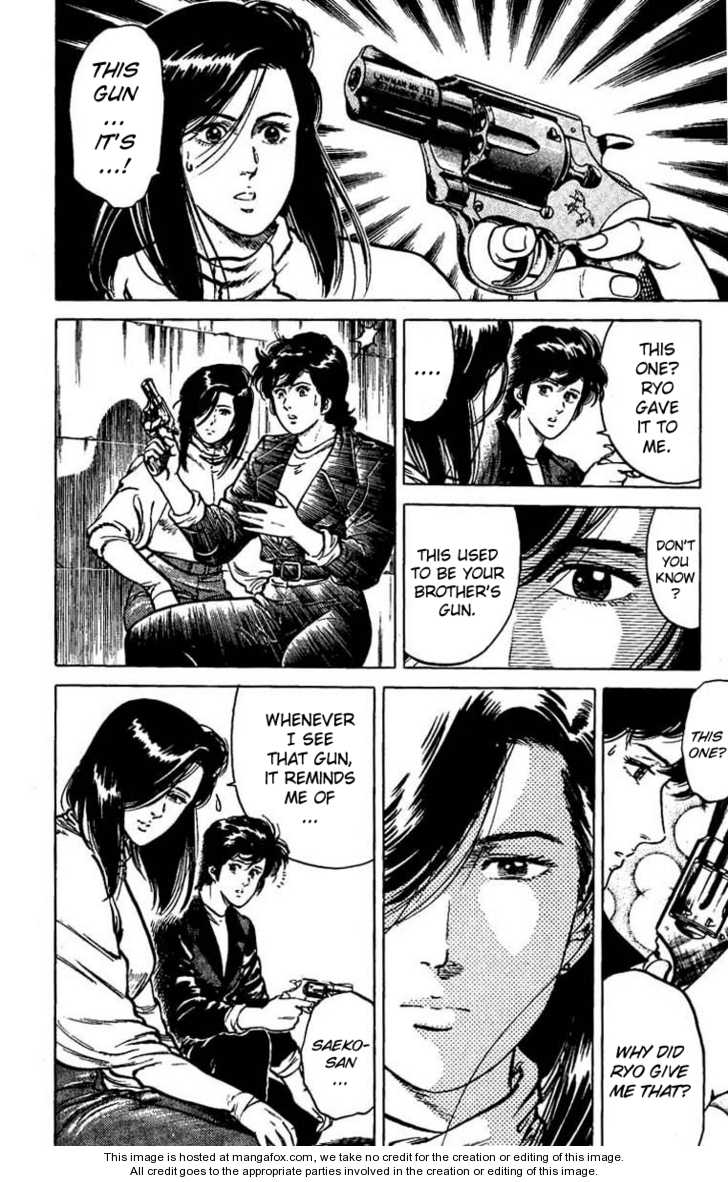 THIS
GUN
...
IT'S
...!
LAWMAN MK III
THIS
ONE?
RYO
GAVE
IT TO
ME.
....
DON'T
YOU
KNOW
?
THIS USED
TO BE YOUR
BROTHER'S
GUN.
THIS
ONE?
WHY DID
RYO GIVE
ME THAT?
WHENEVER
I SEE
THAT GUN,
IT REMINDS
ME OF
...
SAEKO-
SAN
...
This image is hosted at mangafox.com, we take no credit for the creation or editing of this image.
All credit goes to the appropriate parties involved in the creation or editing of this image.